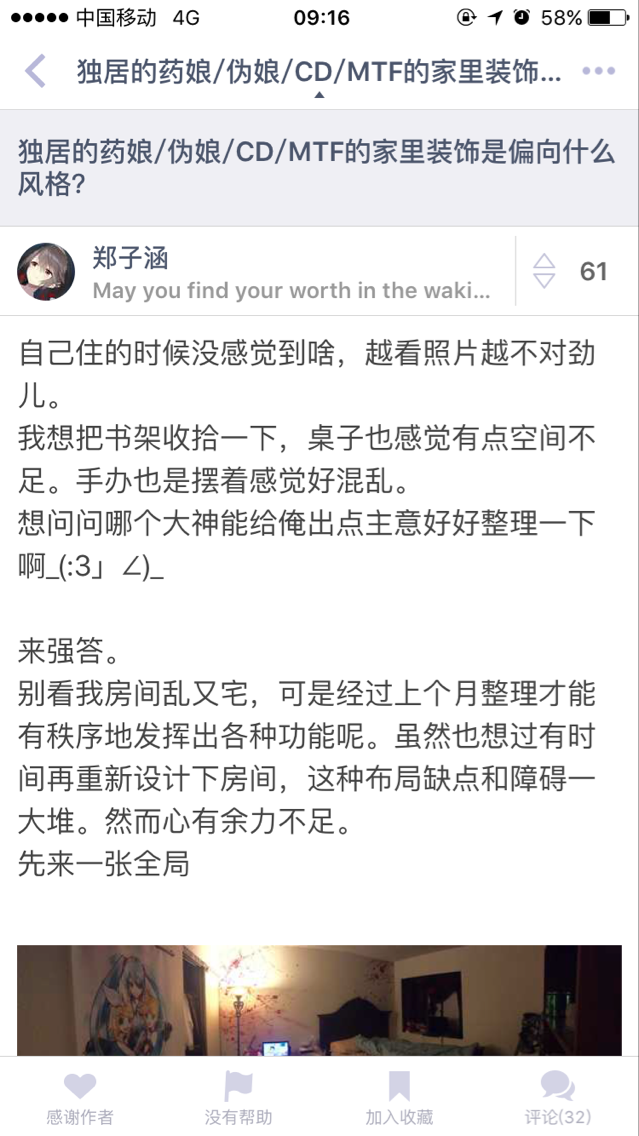 中国移动 4G 09:16 58%
独居的药娘/伪娘/CD/MTF的家里装饰...
独居的药娘/伪娘/CD/MTF的家里装饰是偏向什么
风格?
郑子涵
May you find your worth in the waki...
61
自己住的时候没感觉到啥，越看照片越不对劲
儿。
我想把书架收拾一下，桌子也感觉有点空间不
足。手办也是摆着感觉好混乱。
想问问哪个大神能给俺出点主意好好整理一下
啊_(:3」∠)_
来强答。
别看我房间乱又宅，可是经过上个月整理才能
有秩序地发挥出各种功能呢。虽然也想过有时
间再重新设计下房间，这种布局缺点和障碍一
大堆。然而心有余力不足。
先来一张全局
感谢作者 没有帮助 加入收藏 评论(32)